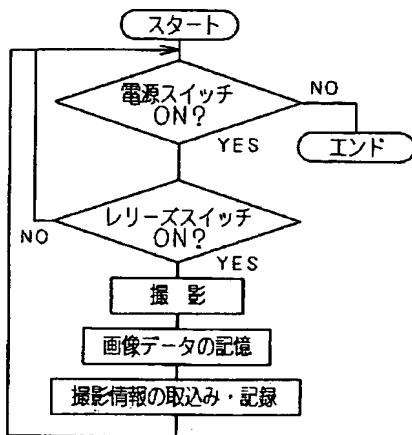 スタート
電源スイッチ
ON?
NO
YES
エンド
レリーズスイッチ
ON?
NO
YES
撮 影
画像データの記憶
撮影情報の取込み・記録